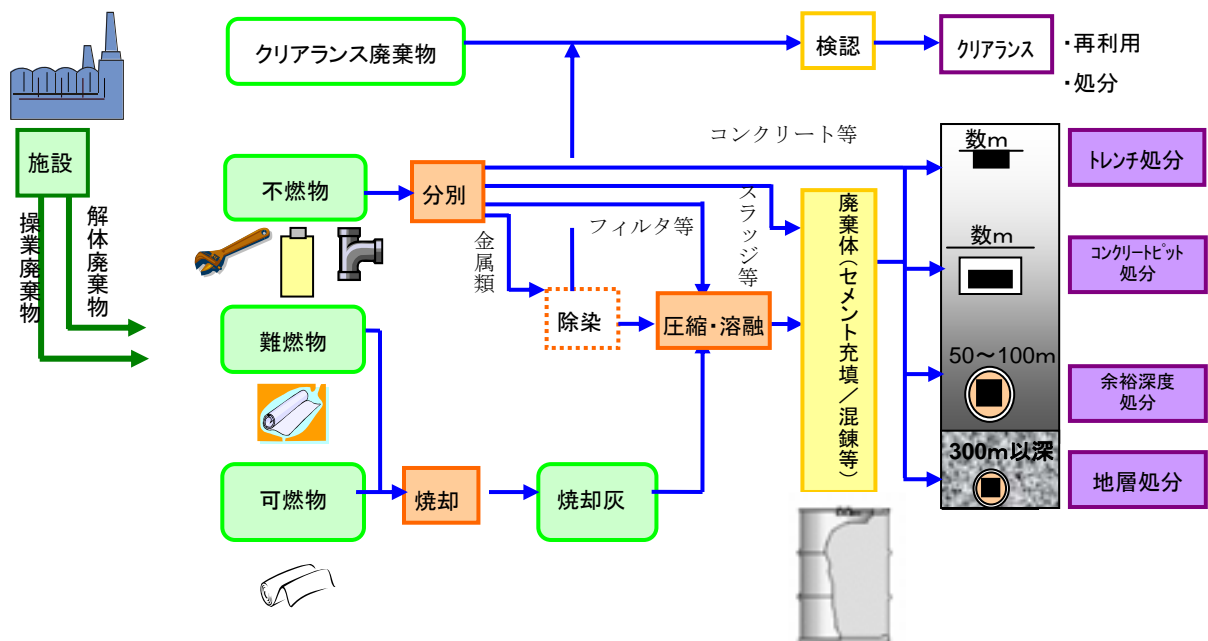 クリアランス廃棄物
検認
クリアランス
・再利用
・処分
施設
操業廃棄物
解体廃棄物
不燃物
分別
コンクリート等
スラッジ等
フィルタ等
金属類
除染
圧縮・溶融
難燃物
可燃物
焼却
焼却灰
廃棄体(セメント充填/混錬等)
数m
トレンチ処分
数m
コンクリートピット
処分
50～100m
余裕深度
処分
300m以深
地層処分